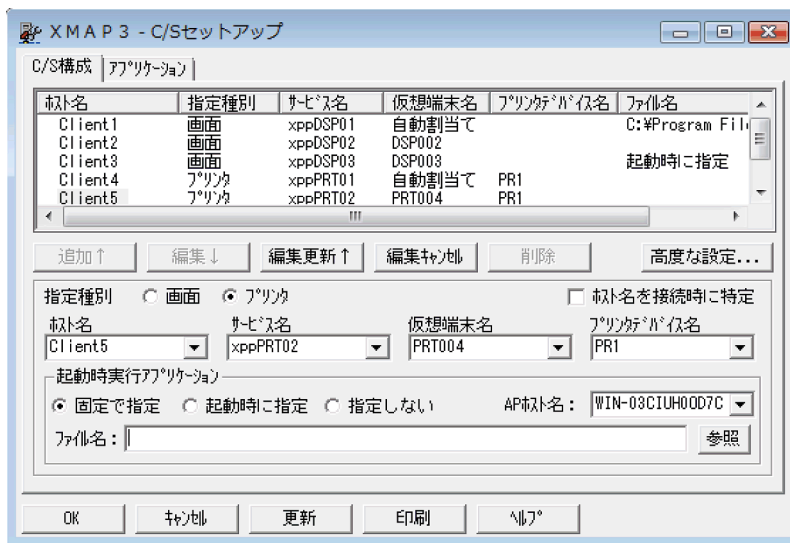 XMAP3 - C/Sセットアップ
C/S構成 ｱﾌﾟﾘｹｰｼｮﾝ
ﾎｽﾄ名 指定種別 ｻｰﾋﾞｽ名 仮想端末名 ﾌﾟﾘﾝﾀﾃﾞﾊﾞｲｽ名 ﾌｧｲﾙ名
Client1 画面 xppDSP01 自動割当て C:¥Program Fil
Client2 画面 xppDSP02 DSP002
Client3 画面 xppDSP03 DSP003 起動時に指定
Client4 ﾌﾟﾘﾝﾀ xppPRT01 自動割当て PR1
Client5 ﾌﾟﾘﾝﾀ xppPRT02 PRT004 PR1
追加↑ 編集↓ 編集更新↑ 編集ｷｬﾝｾﾙ 削除 高度な設定...
指定種別 画面 ﾌﾟﾘﾝﾀ ﾎｽﾄ名を接続時に特定
ﾎｽﾄ名 ｻｰﾋﾞｽ名 仮想端末名 ﾌﾟﾘﾝﾀﾃﾞﾊﾞｲｽ名
Client5 xppPRT02 PRT004 PR1
起動時実行ｱﾌﾟﾘｹｰｼｮﾝ
固定で指定 起動時に指定 指定しない APﾎｽﾄ名： WIN-03CIUH0OD7C
ﾌｧｲﾙ名： 参照
OK ｷｬﾝｾﾙ 更新 印刷 ﾍﾙﾌﾟ